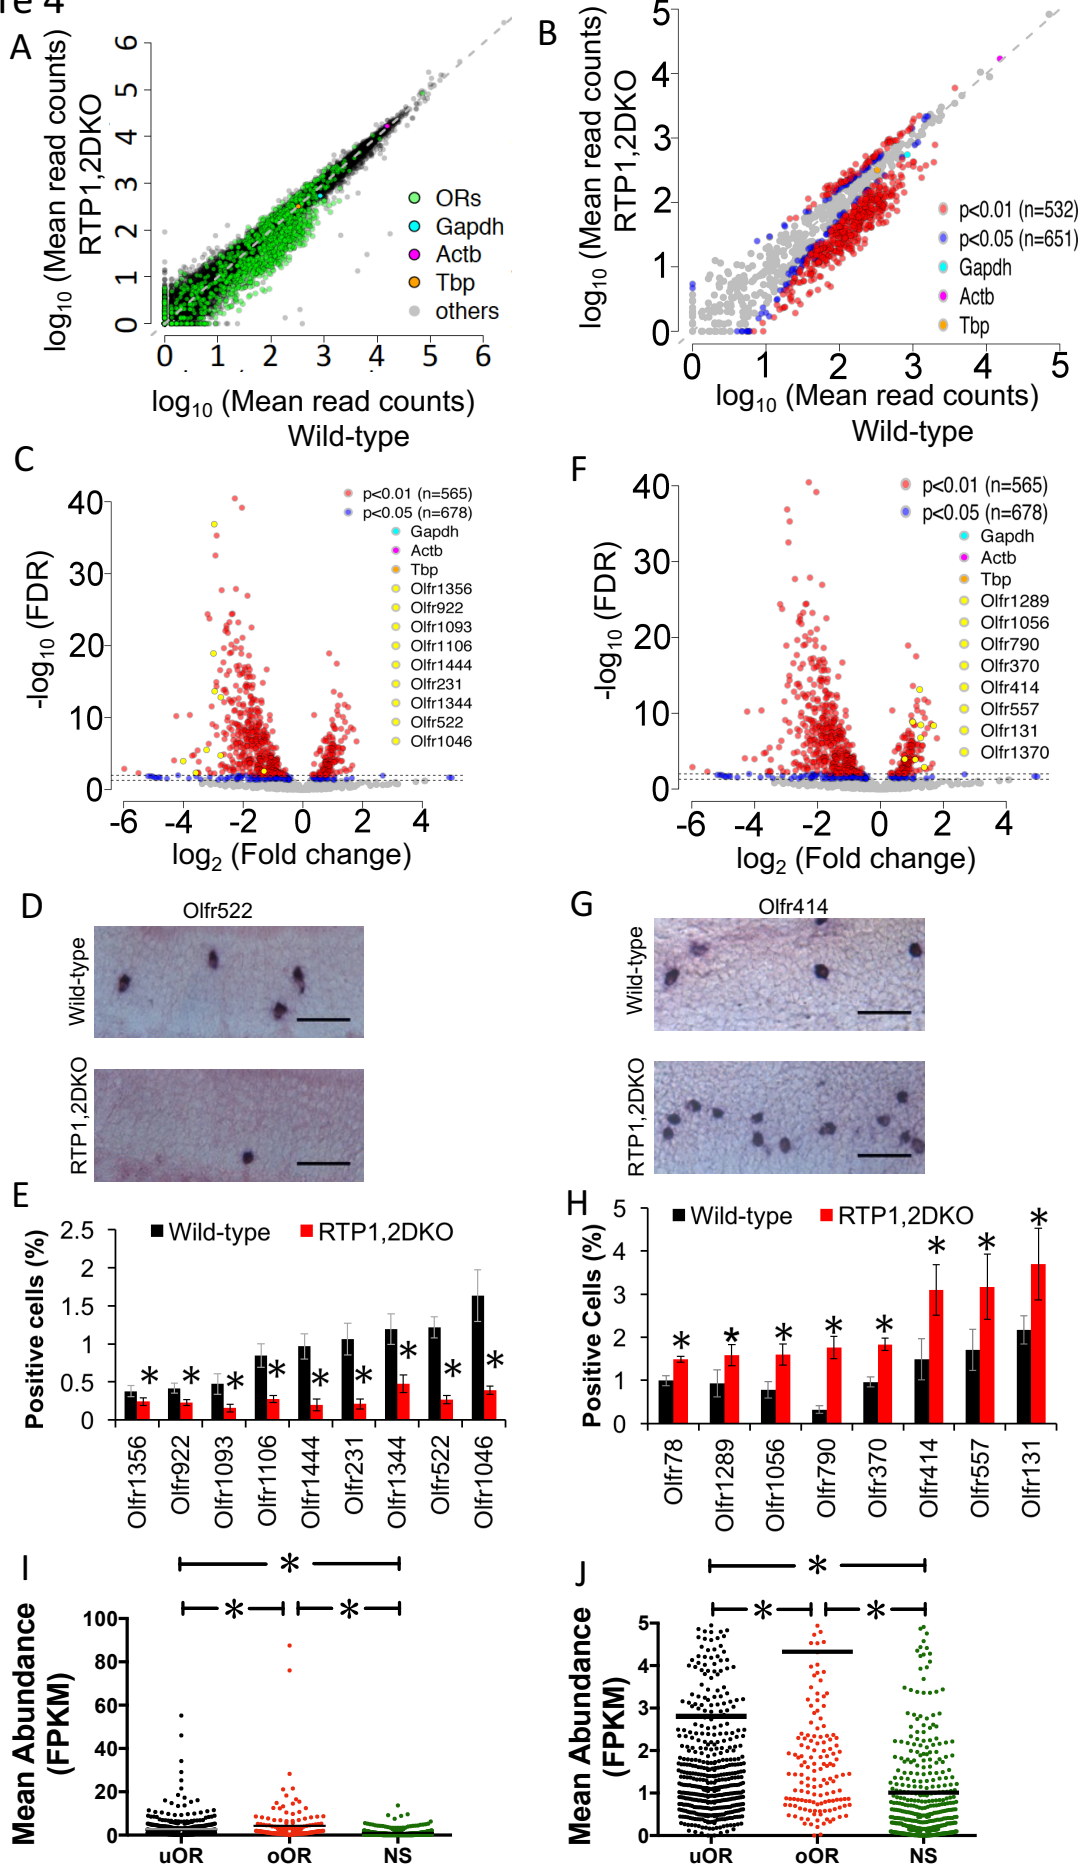 A
log10 (Mean read counts)
RTP1,2DKO
6
5
4
3
2
1
0
ORs
Gapdh
Actb
Tbp
others
0 1 2 3 4 5 6
log10 (Mean read counts)
Wild-type
B
log10 (Mean read counts)
RTP1,2DKO
5
4
3
2
1
0
p<0.01 (n=532)
p<0.05 (n=651)
Gapdh
Actb
Tbp
0 1 2 3 4 5
log10 (Mean read counts)
Wild-type
C
-log10 (FDR)
40
30
20
10
0
p<0.01 (n=565)
p<0.05 (n=678)
Gapdh
Actb
Tbp
Olfr1356
Olfr922
Olfr1093
Olfr1106
Olfr1444
Olfr231
Olfr1344
Olfr522
Olfr1046
-6 -4 -2 0 2 4
log2 (Fold change)
F
-log10 (FDR)
40
30
20
10
0
p<0.01 (n=565)
p<0.05 (n=678)
Gapdh
Actb
Tbp
Olfr1289
Olfr1056
Olfr790
Olfr370
Olfr414
Olfr557
Olfr131
Olfr1370
-6 -4 -2 0 2 4
log2 (Fold change)
D
Olfr522
Wild-type
RTP1,2DKO
G
Olfr414
Wild-type
RTP1,2DKO
E
Positive cells (%)
2.5
2
1.5
1
0.5
0
Wild-type RTP1,2DKO
* * * * * * * * *
Olfr1356 Olfr922 Olfr1093 Olfr1106 Olfr1444 Olfr231 Olfr1344 Olfr522 Olfr1046
H
Positive Cells (%)
5
4
3
2
1
0
Wild-type RTP1,2DKO
* * * * * * * *
Olfr78 Olfr1289 Olfr1056 Olfr790 Olfr370 Olfr414 Olfr557 Olfr131
I
*
* *
Mean Abundance
(FPKM)
100
80
60
40
20
0
uOR oOR NS
J
*
* *
Mean Abundance
(FPKM)
5
4
3
2
1
0
uOR oOR NS